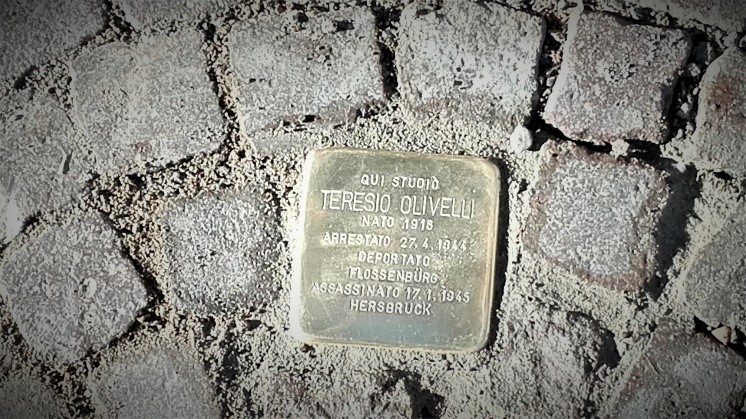 QUI STUDIÒ
TERESIO OLIVELLI
NATO 1916
ARRESTATO 27.4.1944
DEPORTATO
FLOSSENBÜRG
ASSASSINATO 17.1.1945
HERSBRUCK